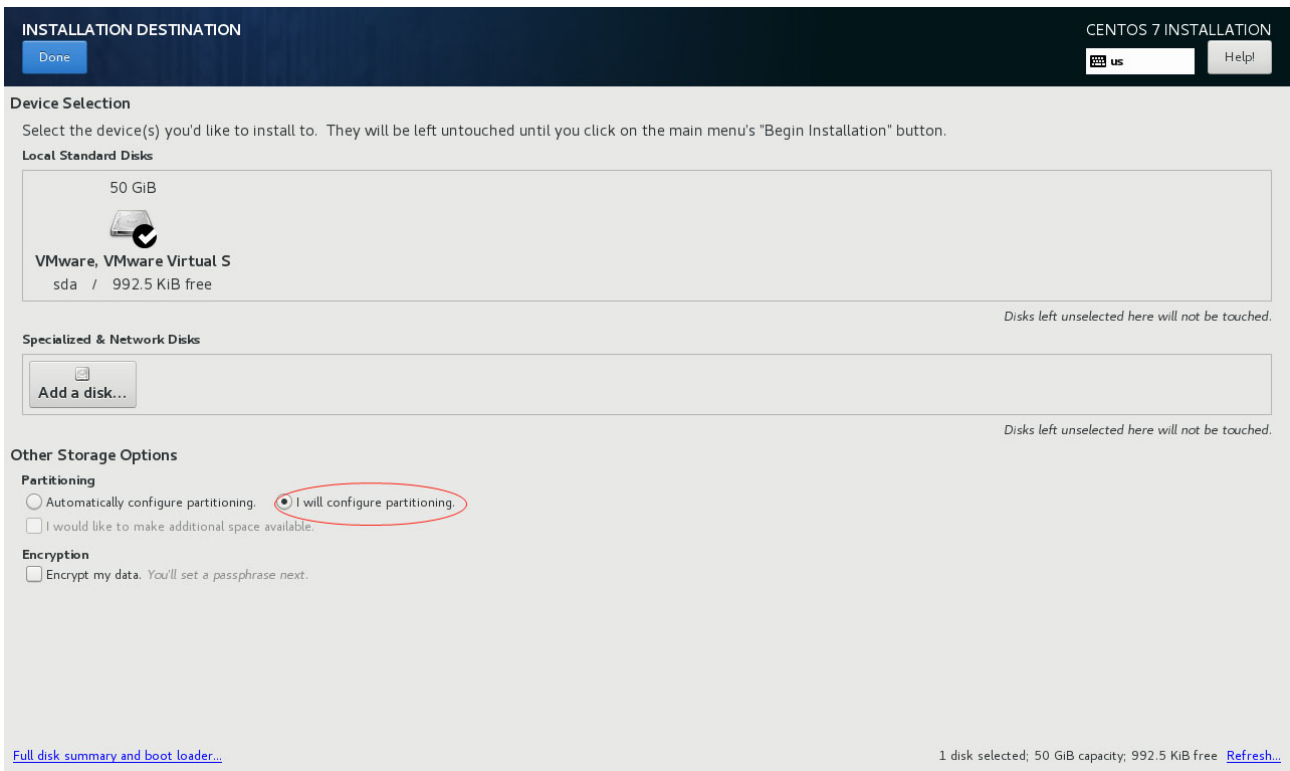 INSTALLATION DESTINATION
CENTOS 7 INSTALLATION
Done
us
Help!
Device Selection
Select the device(s) you'd like to install to. They will be left untouched until you click on the main menu's "Begin Installation" button.
Local Standard Disks
50 GiB
VMware, VMware Virtual S
sda / 992.5 KiB free
Disks left unselected here will not be touched.
Specialized & Network Disks
Add a disk...
Disks left unselected here will not be touched.
Other Storage Options
Partitioning
Automatically configure partitioning. I will configure partitioning.
I would like to make additional space available.
Encryption
Encrypt my data. You'll set a passphrase next.
Full disk summary and boot loader... 1 disk selected; 50 GiB capacity; 992.5 KiB free Refresh...